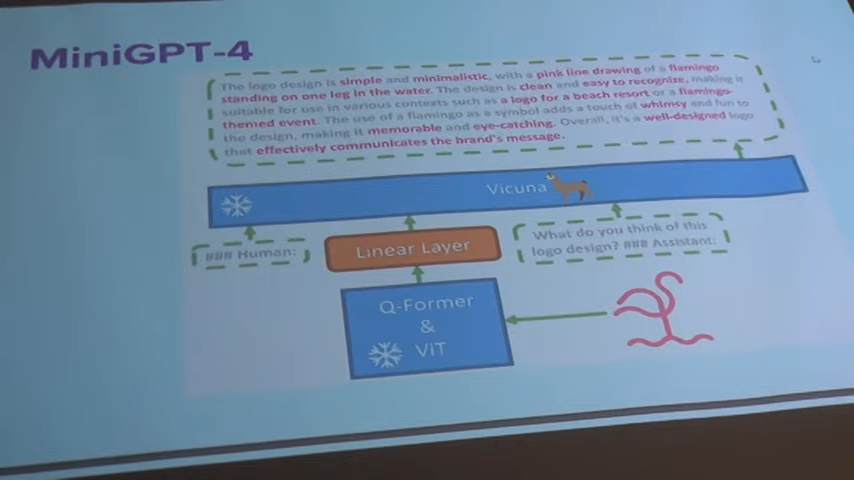 MiniGPT-4
The logo design is simple and minimalistic, with a pink line drawing of a flamingo
standing on one leg in the water. The design is clean and easy to recognize, making it
suitable for use in various contexts such as a logo for a beach resort or a flamingo-
themed event. The use of a flamingo as a symbol adds a touch of whimsy and fun to
the design, making it memorable and eye-catching. Overall, it's a well-designed logo
that effectively communicates the brand's message.
Vicuna
### Human:
Linear Layer
What do you think of this
logo design? ### Assistant:
Q-Former
&
ViT